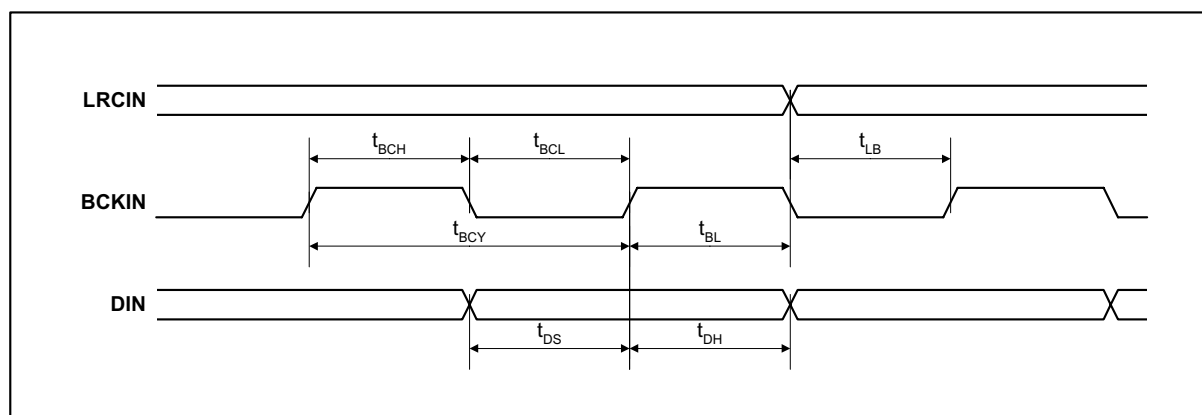 LRCIN
t_BCH t_BCL t_LB
BCKIN
t_BCY t_BL
DIN
t_DS t_DH